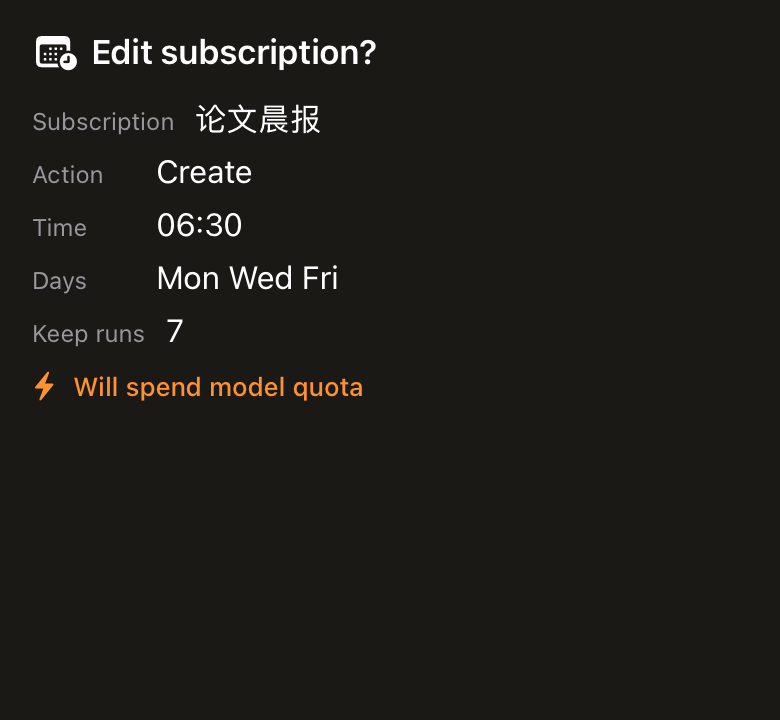 Edit subscription?
Subscription 论文晨报
Action Create
Time 06:30
Days Mon Wed Fri
Keep runs 7
Will spend model quota